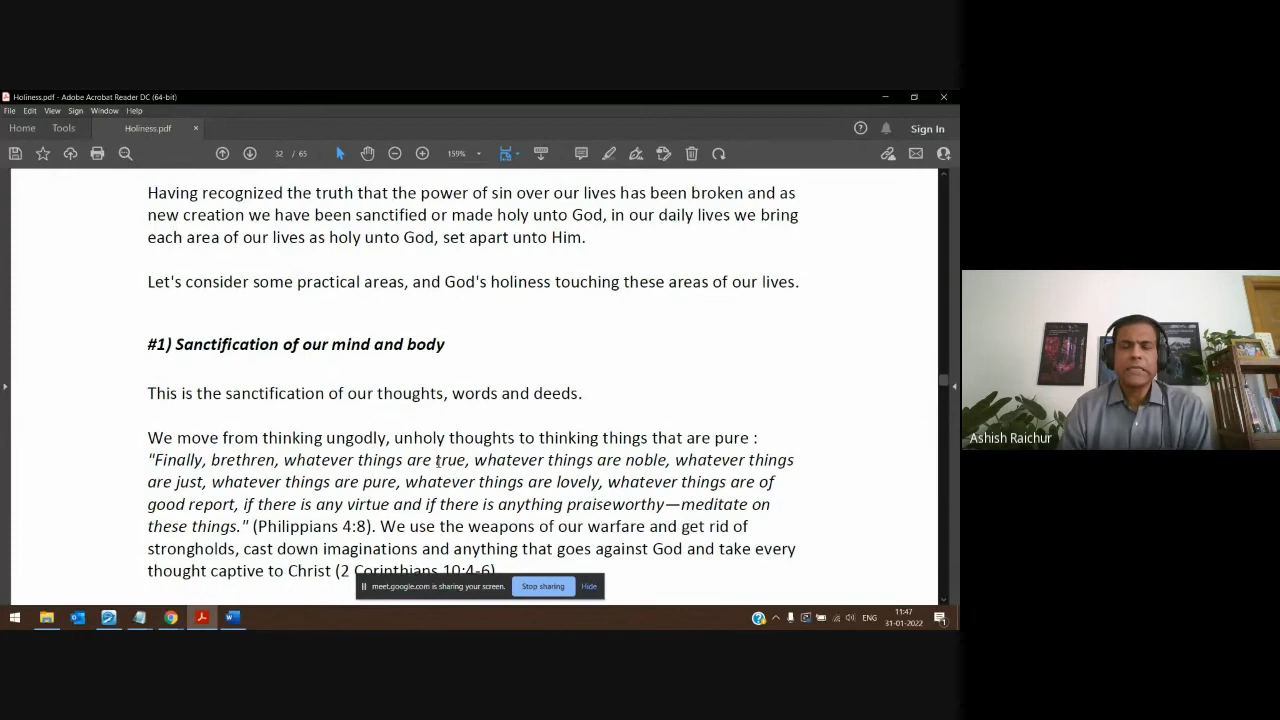 Holiness.pdf - Adobe Acrobat Reader DC (64-bit)
File Edit View Sign Window Help
Home Tools Holiness.pdf × Sign In
32 / 65 159%
Having recognized the truth that the power of sin over our lives has been broken and as
new creation we have been sanctified or made holy unto God, in our daily lives we bring
each area of our lives as holy unto God, set apart unto Him.
Let's consider some practical areas, and God's holiness touching these areas of our lives.
#1) Sanctification of our mind and body
This is the sanctification of our thoughts, words and deeds.
We move from thinking ungodly, unholy thoughts to thinking things that are pure :
"Finally, brethren, whatever things are true, whatever things are noble, whatever things
are just, whatever things are pure, whatever things are lovely, whatever things are of
good report, if there is any virtue and if there is anything praiseworthy—meditate on
these things." (Philippians 4:8). We use the weapons of our warfare and get rid of
strongholds, cast down imaginations and anything that goes against God and take every
thought captive to Christ (2 Corinthians 10:4-6)
meet.google.com is sharing your screen. Stop sharing Hide
Ashish Raichur
ENG 11:47
31-01-2022